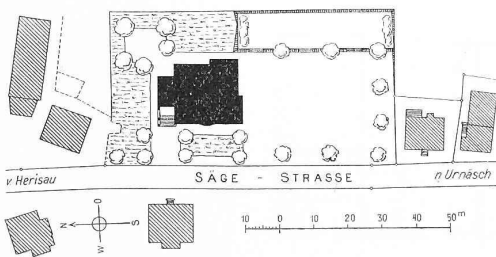 v. Herisau
SÄGE - STRASSE
n. Urnäsch
N
O
S
W
10 0 10 20 30 40 50 m